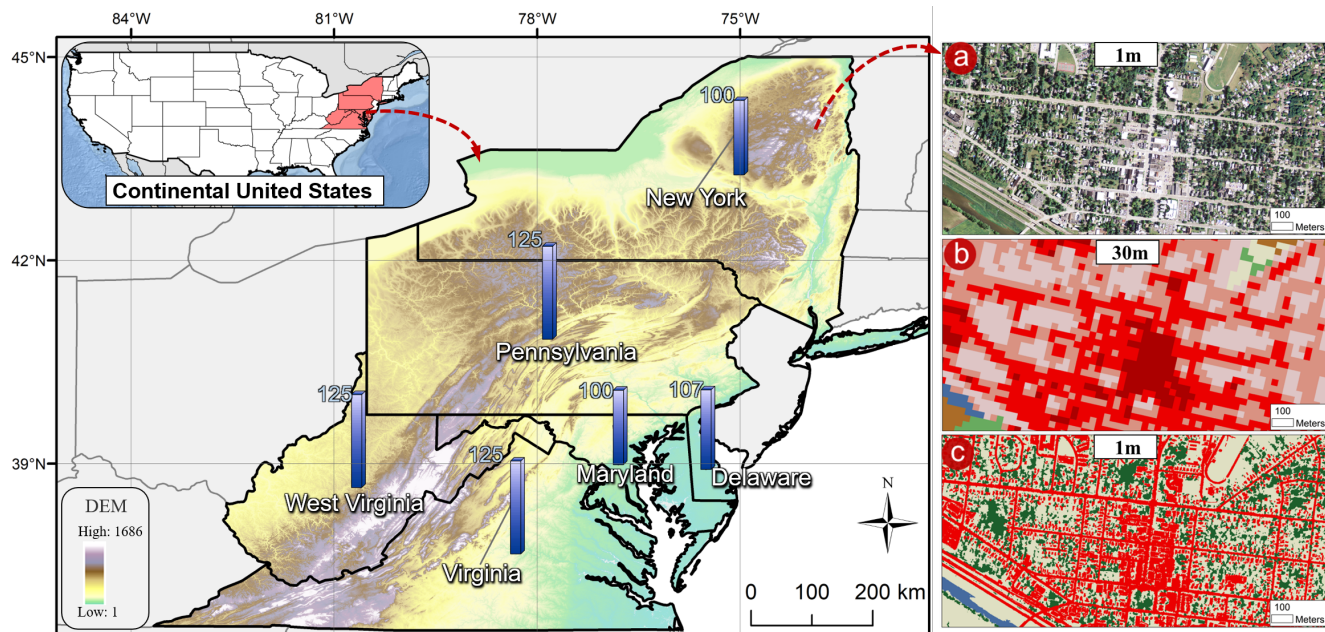 84°W
81°W
78°W
75°W
45°N
42°N
39°N
Continental United States
100
New York
125
Pennsylvania
125
West Virginia
125
Virginia
100
Maryland
107
Delaware
DEM
High: 1686
Low: 1
N
0 100 200 km
a
1m
100
Meters
b
30m
100
Meters
c
1m
100
Meters